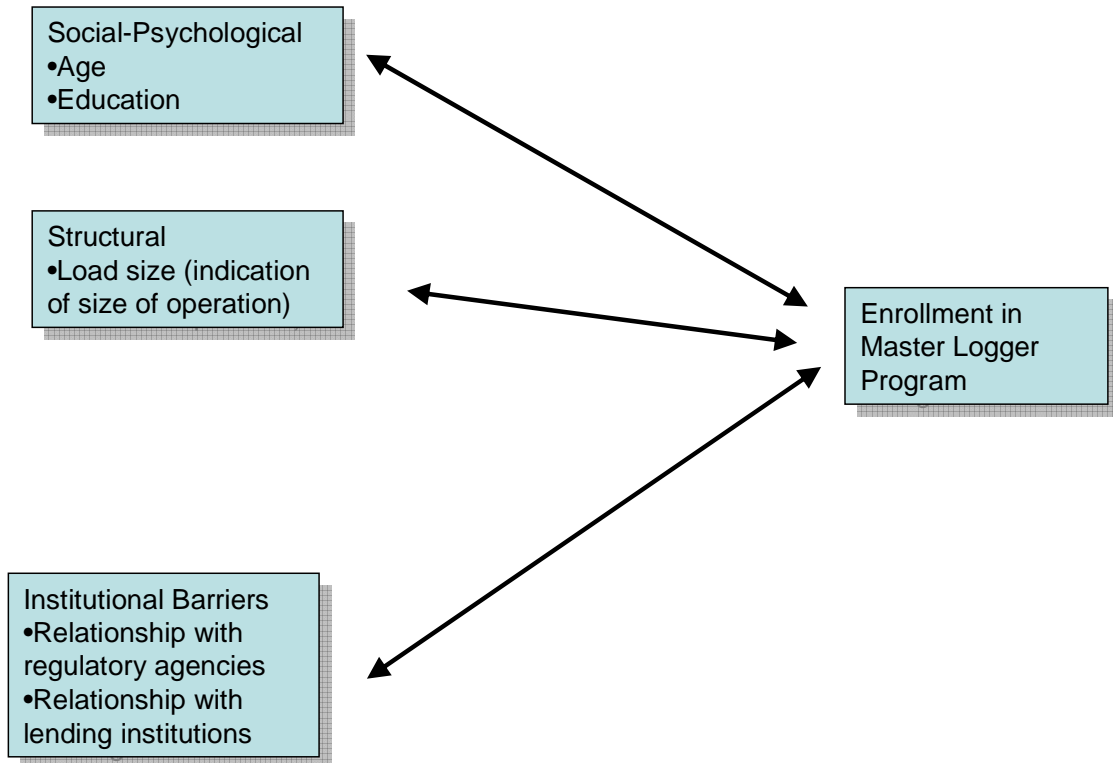 Social-Psychological
•Age
•Education
Structural
•Load size (indication
of size of operation)
Enrollment in
Master Logger
Program
Institutional Barriers
•Relationship with
regulatory agencies
•Relationship with
lending institutions